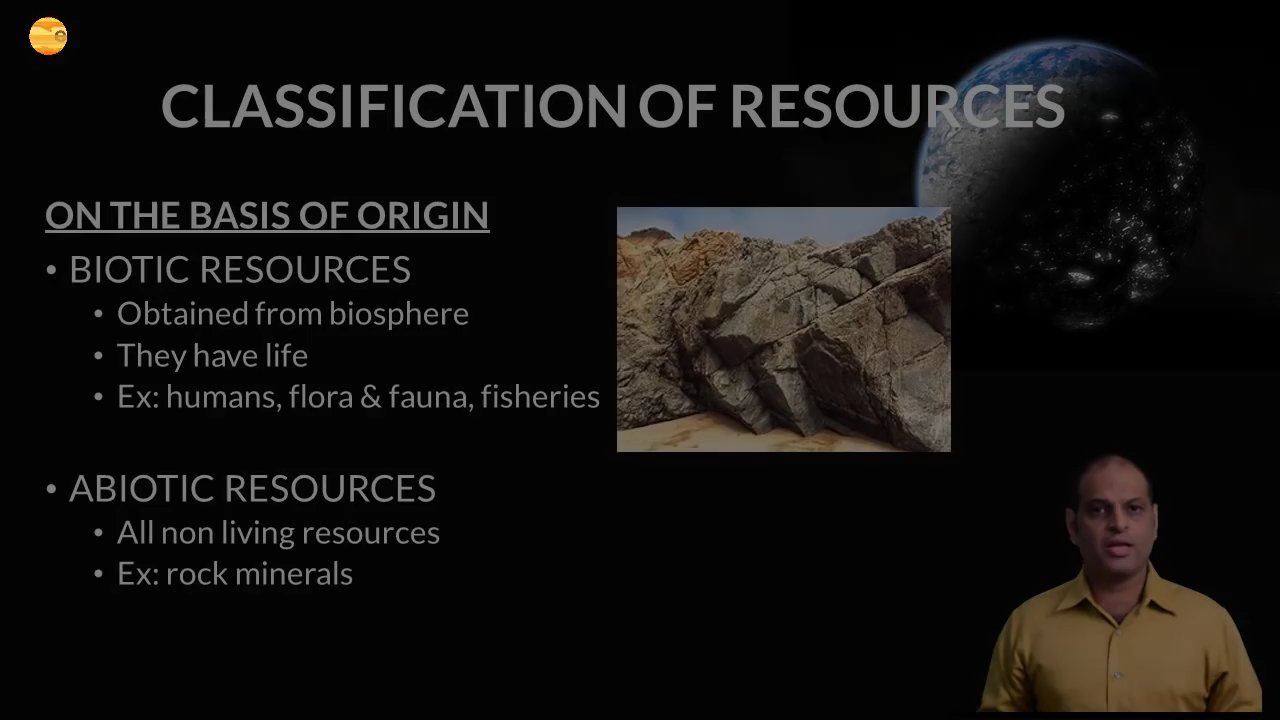 CLASSIFICATION OF RESOURCES
ON THE BASIS OF ORIGIN
• BIOTIC RESOURCES
• Obtained from biosphere
• They have life
• Ex: humans, flora & fauna, fisheries
• ABIOTIC RESOURCES
• All non living resources
• Ex: rock minerals